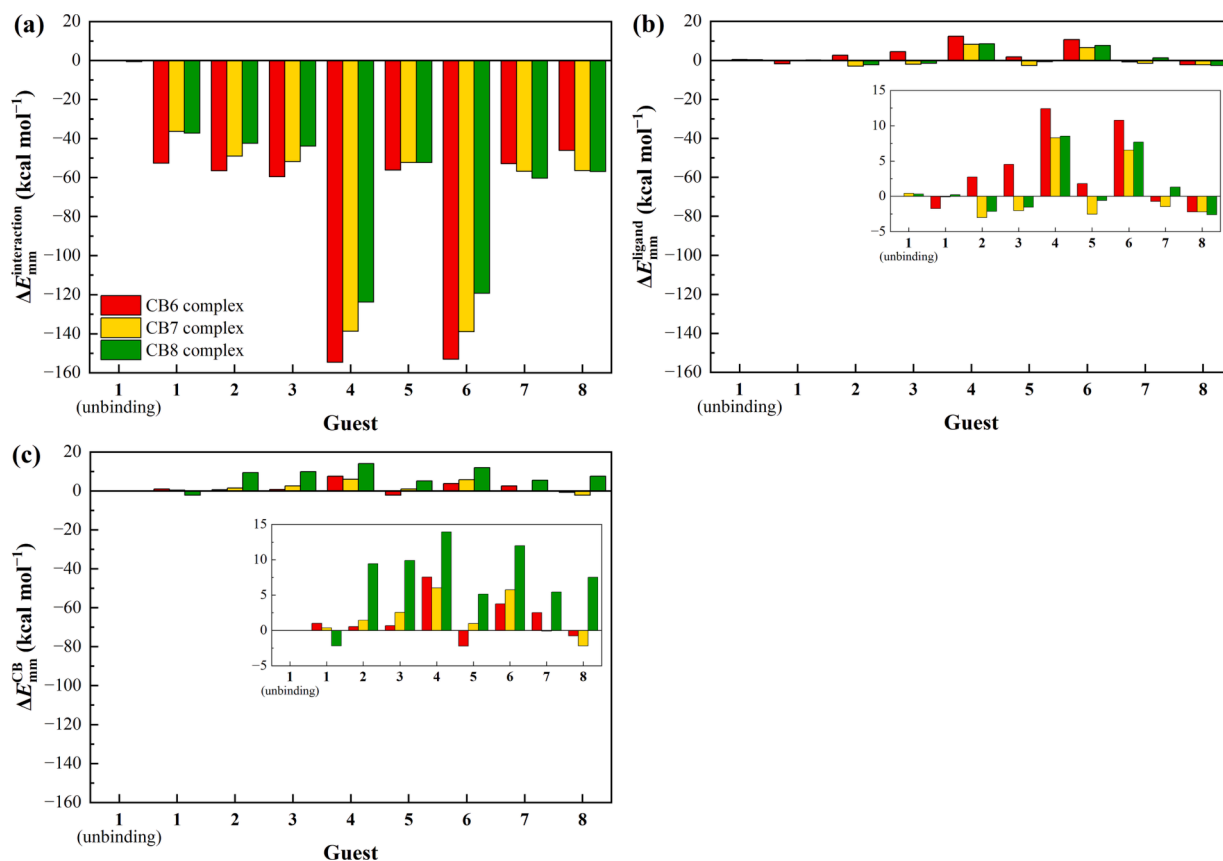 (a)
20
0
−20
−40
−60
−80
−100
−120
−140
−160
ΔE_mm^interaction (kcal mol⁻¹)
CB6 complex
CB7 complex
CB8 complex
1 1 2 3 4 5 6 7 8
(unbinding)
Guest
(b)
20
0
−20
−40
−60
−80
−100
−120
−140
−160
ΔE_mm^ligand (kcal mol⁻¹)
15
10
5
0
−5
1 1 2 3 4 5 6 7 8
(unbinding)
1 1 2 3 4 5 6 7 8
(unbinding)
Guest
(c)
20
0
−20
−40
−60
−80
−100
−120
−140
−160
ΔE_mm^CB (kcal mol⁻¹)
15
10
5
0
−5
1 1 2 3 4 5 6 7 8
(unbinding)
1 1 2 3 4 5 6 7 8
(unbinding)
Guest